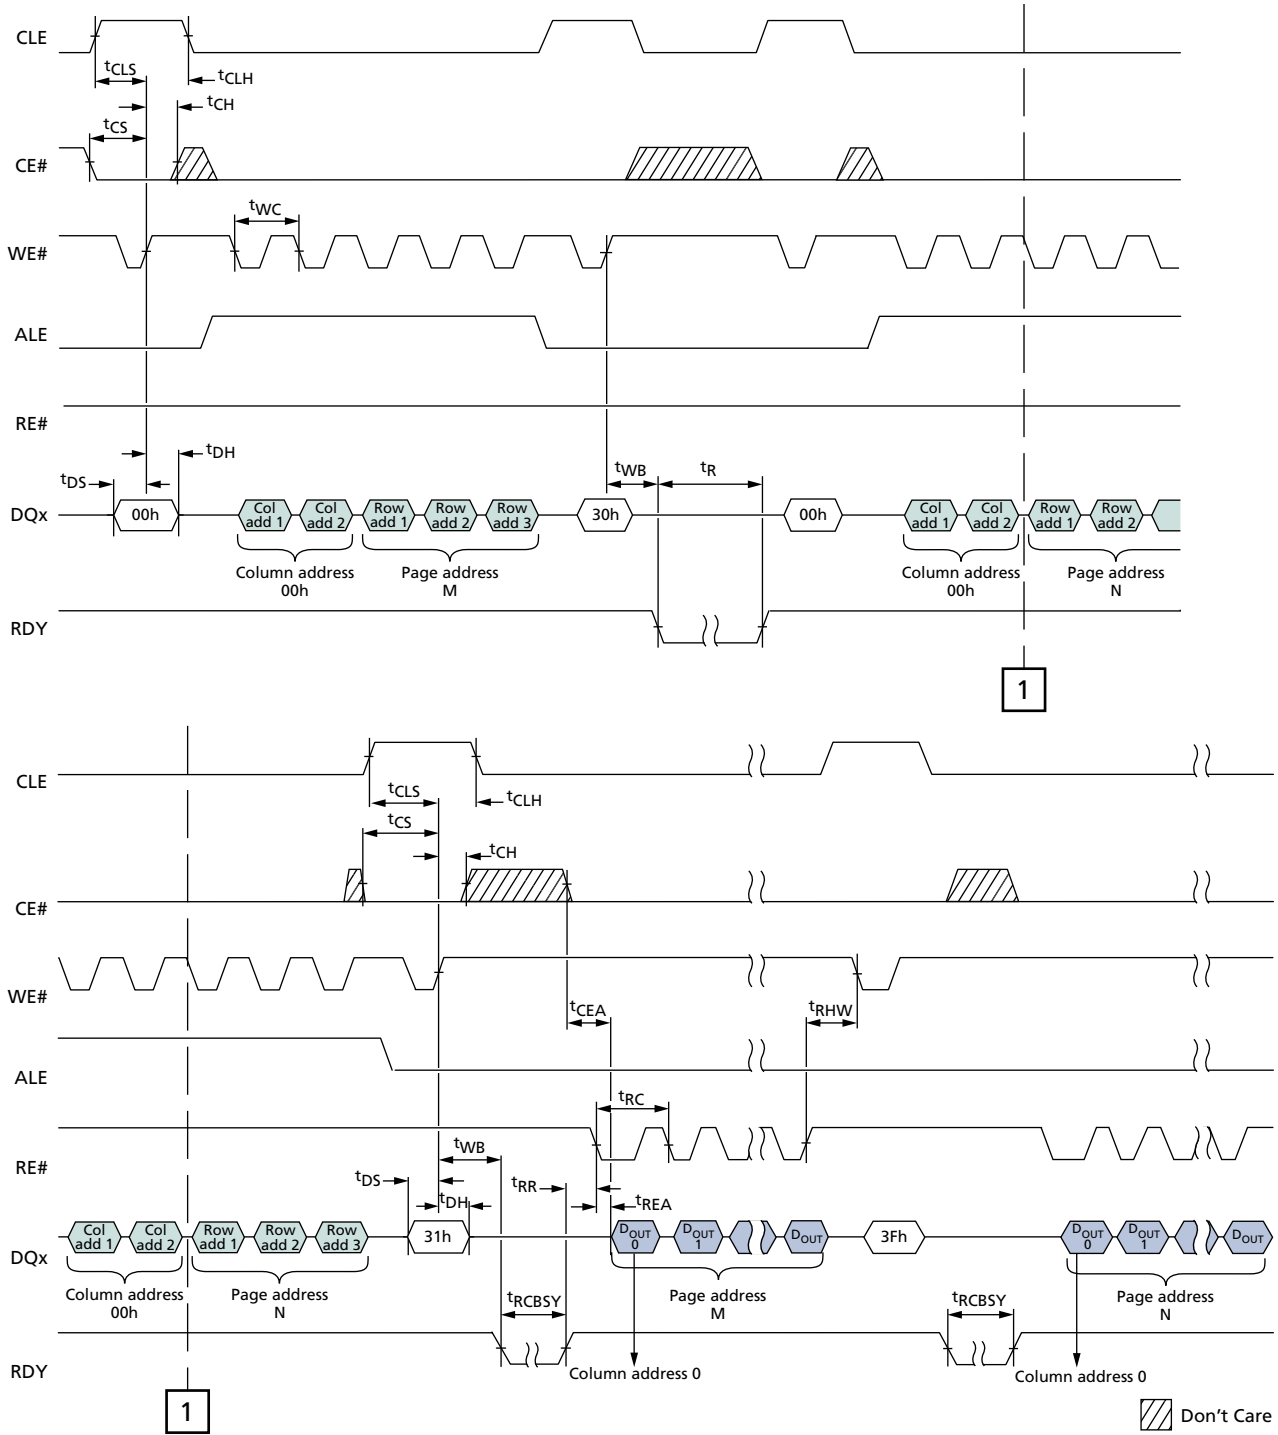 CLE
tCLS
tCLH
tCH
tCS
CE#
tWC
WE#
ALE
RE#
tDH
tDS
tWB
tR
DQx
00h
Col add 1
Col add 2
Row add 1
Row add 2
Row add 3
30h
00h
Col add 1
Col add 2
Row add 1
Row add 2
Column address 00h
Page address M
Column address 00h
Page address N
RDY
1
CLE
tCLS
tCLH
tCS
tCH
CE#
WE#
tCEA
tRHW
ALE
tRC
RE#
tWB
tDS
tDH
tRR
tREA
DQx
Col add 1
Col add 2
Row add 1
Row add 2
Row add 3
31h
DOUT 0
DOUT 1
DOUT
3Fh
DOUT 0
DOUT 1
DOUT
Column address 00h
Page address N
Page address M
Page address N
tRCBSY
tRCBSY
RDY
Column address 0
Column address 0
1
Don't Care